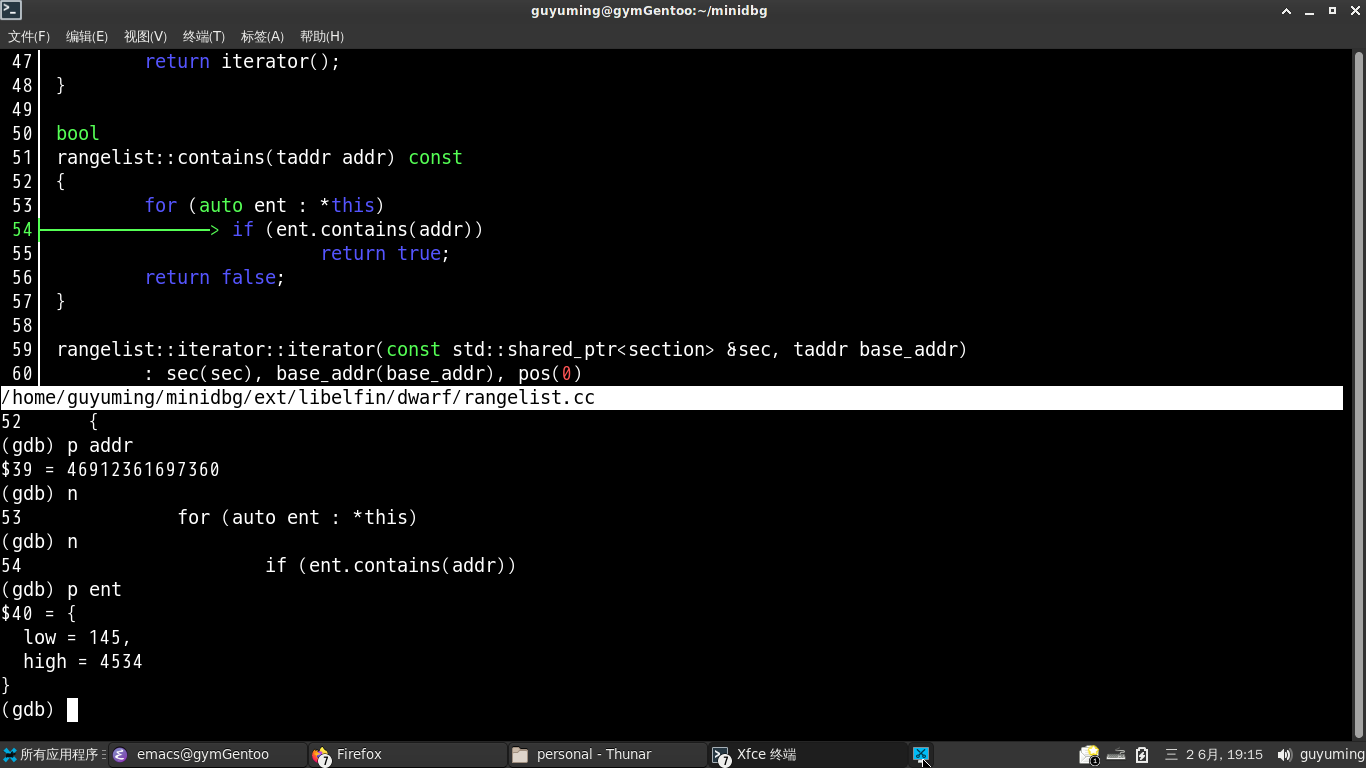 guyuming@gymGentoo:~/minidbg
文件(F) 编辑(E) 视图(V) 终端(T) 标签(A) 帮助(H)
47 return iterator();
48 }
49
50 bool
51 rangelist::contains(taddr addr) const
52 {
53 for (auto ent : *this)
54 > if (ent.contains(addr))
55 return true;
56 return false;
57 }
58
59 rangelist::iterator::iterator(const std::shared_ptr<section> &sec, taddr base_addr)
60 : sec(sec), base_addr(base_addr), pos(0)
/home/guyuming/minidbg/ext/libelfin/dwarf/rangelist.cc
52 {
(gdb) p addr
$39 = 46912361697360
(gdb) n
53 for (auto ent : *this)
(gdb) n
54 if (ent.contains(addr))
(gdb) p ent
$40 = {
low = 145,
high = 4534
}
(gdb)
所有应用程序 emacs@gymGentoo 7 Firefox personal - Thunar 7 Xfce 终端 1 三 2 6月, 19:15 guyuming